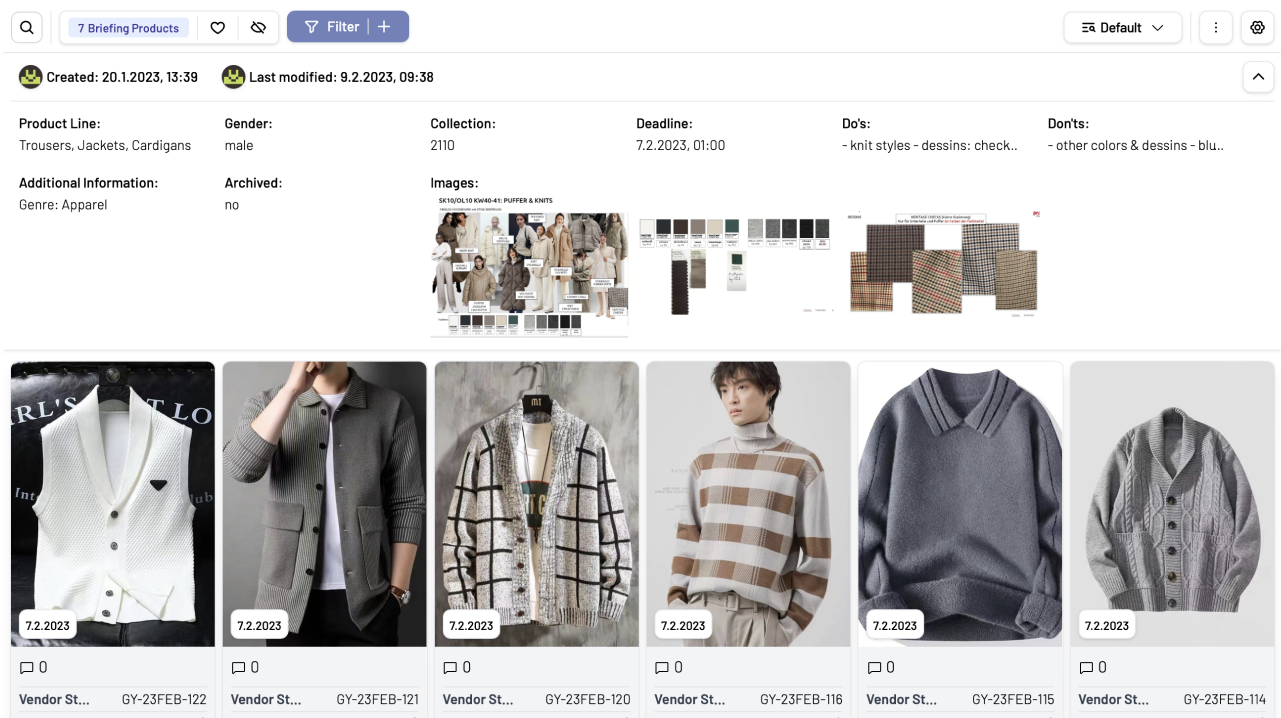 7 Briefing Products
Filter
Default
Created: 20.1.2023, 13:39
Last modified: 9.2.2023, 09:38
Product Line:
Trousers, Jackets, Cardigans
Gender:
male
Collection:
2110
Deadline:
7.2.2023, 01:00
Do's:
- knit styles - dessins: check..
Don'ts:
- other colors & dessins - blu..
Additional Information:
Genre: Apparel
Archived:
no
Images:
SK10/OL10 KW40-41: PUFFER & KNITS
7.2.2023
7.2.2023
7.2.2023
7.2.2023
7.2.2023
7.2.2023
0
0
0
0
0
0
Vendor St... GY-23FEB-122
Vendor St... GY-23FEB-121
Vendor St... GY-23FEB-120
Vendor St... GY-23FEB-116
Vendor St... GY-23FEB-115
Vendor St... GY-23FEB-114